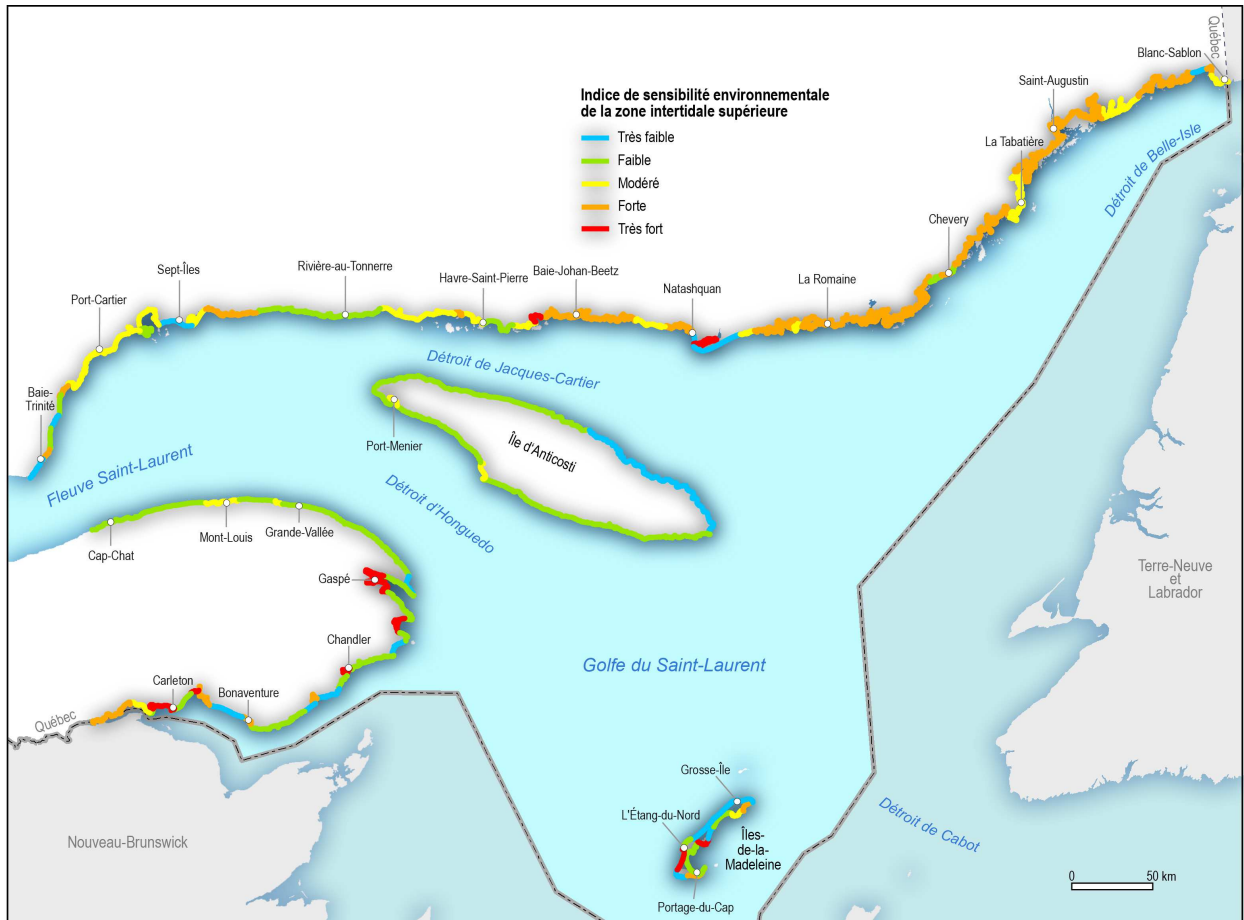 Québec
Blanc-Sablon
Saint-Augustin
Indice de sensibilité environnementale
de la zone intertidale supérieure
Très faible
Faible
Modéré
Forte
Très fort
La Tabatière
Détroit de Belle-Isle
Chevery
Sept-Îles
Rivière-au-Tonnerre
Havre-Saint-Pierre
Baie-Johan-Beetz
Natashquan
La Romaine
Port-Cartier
Détroit de Jacques-Cartier
Baie-
Trinité
Port-Menier
Île d'Anticosti
Fleuve Saint-Laurent
Détroit d'Honguedo
Cap-Chat
Mont-Louis
Grande-Vallée
Gaspé
Terre-Neuve
et
Labrador
Chandler
Golfe du Saint-Laurent
Carleton
Bonaventure
Québec
Grosse-Île
L'Étang-du-Nord
Îles-
de-la-
Madeleine
Détroit de Cabot
Nouveau-Brunswick
Portage-du-Cap
0 50 km